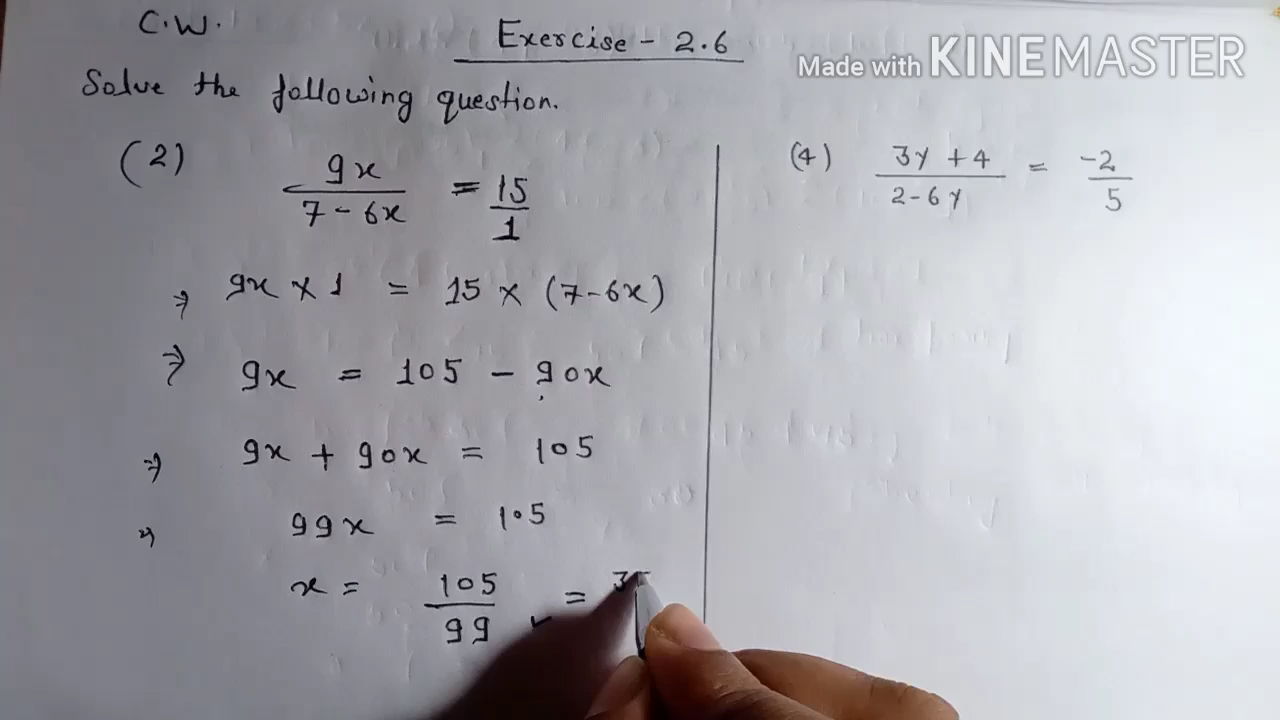 C.W.
Exercise - 2.6
Made with KINEMASTER
Solve the following question.
(2) 9x / 7 - 6x = 15 / 1
⇒ 9x × 1 = 15 × (7-6x)
⇒ 9x = 105 - 90x
⇒ 9x + 90x = 105
⇒ 99x = 105
x = 105 / 99 =
(4) 3y + 4 / 2 - 6y = -2 / 5